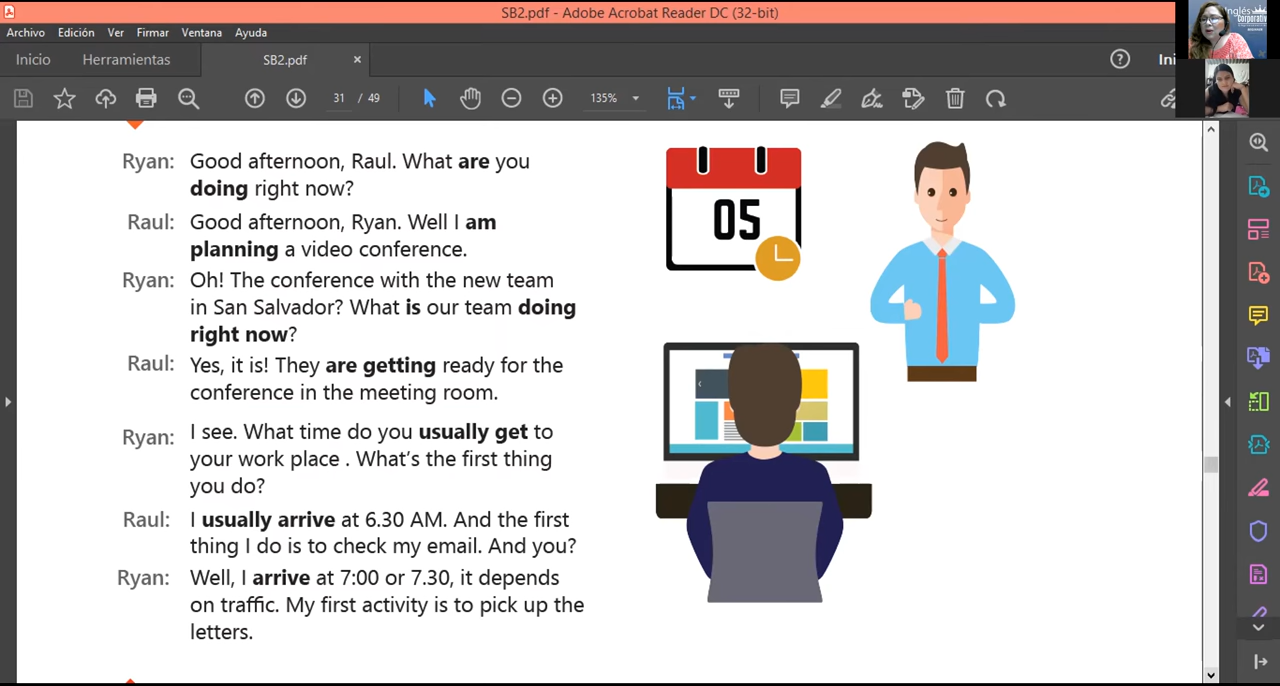 SB2.pdf - Adobe Acrobat Reader DC (32-bit)
Archivo Edición Ver Firmar Ventana Ayuda
Inicio Herramientas SB2.pdf × ? Ini
31 / 49 135%
Inglés
Corporativo
Ryan: Good afternoon, Raul. What are you
doing right now?
Raul: Good afternoon, Ryan. Well I am
planning a video conference.
Ryan: Oh! The conference with the new team
in San Salvador? What is our team doing
right now?
Raul: Yes, it is! They are getting ready for the
conference in the meeting room.
Ryan: I see. What time do you usually get to
your work place . What's the first thing
you do?
Raul: I usually arrive at 6.30 AM. And the first
thing I do is to check my email. And you?
Ryan: Well, I arrive at 7:00 or 7.30, it depends
on traffic. My first activity is to pick up the
letters.
05